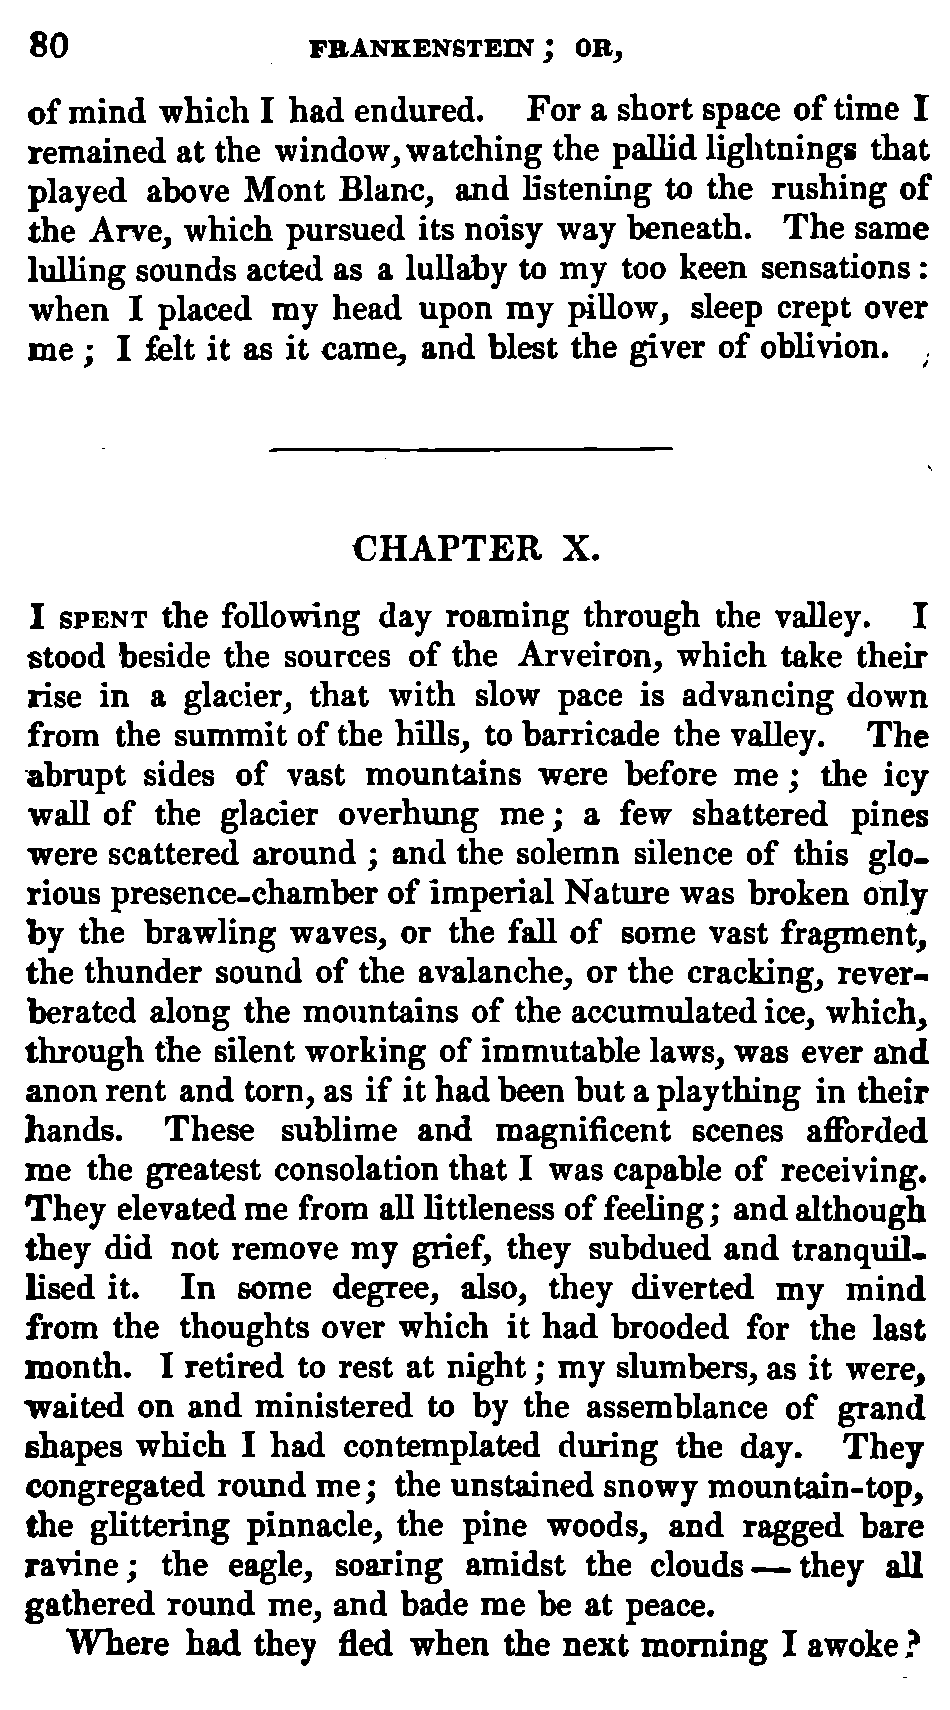 80 FRANKENSTEIN; OR,
of mind which I had endured. For a short space of time I
remained at the window, watching the pallid lightnings that
played above Mont Blanc, and listening to the rushing of
the Arve, which pursued its noisy way beneath. The same
lulling sounds acted as a lullaby to my too keen sensations:
when I placed my head upon my pillow, sleep crept over
me; I felt it as it came, and blest the giver of oblivion.
CHAPTER X.
I SPENT the following day roaming through the valley. I
stood beside the sources of the Arveiron, which take their
rise in a glacier, that with slow pace is advancing down
from the summit of the hills, to barricade the valley. The
abrupt sides of vast mountains were before me; the icy
wall of the glacier overhung me; a few shattered pines
were scattered around; and the solemn silence of this glo-
rious presence-chamber of imperial Nature was broken only
by the brawling waves, or the fall of some vast fragment,
the thunder sound of the avalanche, or the cracking, rever-
berated along the mountains of the accumulated ice, which,
through the silent working of immutable laws, was ever and
anon rent and torn, as if it had been but a plaything in their
hands. These sublime and magnificent scenes afforded
me the greatest consolation that I was capable of receiving.
They elevated me from all littleness of feeling; and although
they did not remove my grief, they subdued and tranquil-
lised it. In some degree, also, they diverted my mind
from the thoughts over which it had brooded for the last
month. I retired to rest at night; my slumbers, as it were,
waited on and ministered to by the assemblance of grand
shapes which I had contemplated during the day. They
congregated round me; the unstained snowy mountain-top,
the glittering pinnacle, the pine woods, and ragged bare
ravine; the eagle, soaring amidst the clouds — they all
gathered round me, and bade me be at peace.
Where had they fled when the next morning I awoke?